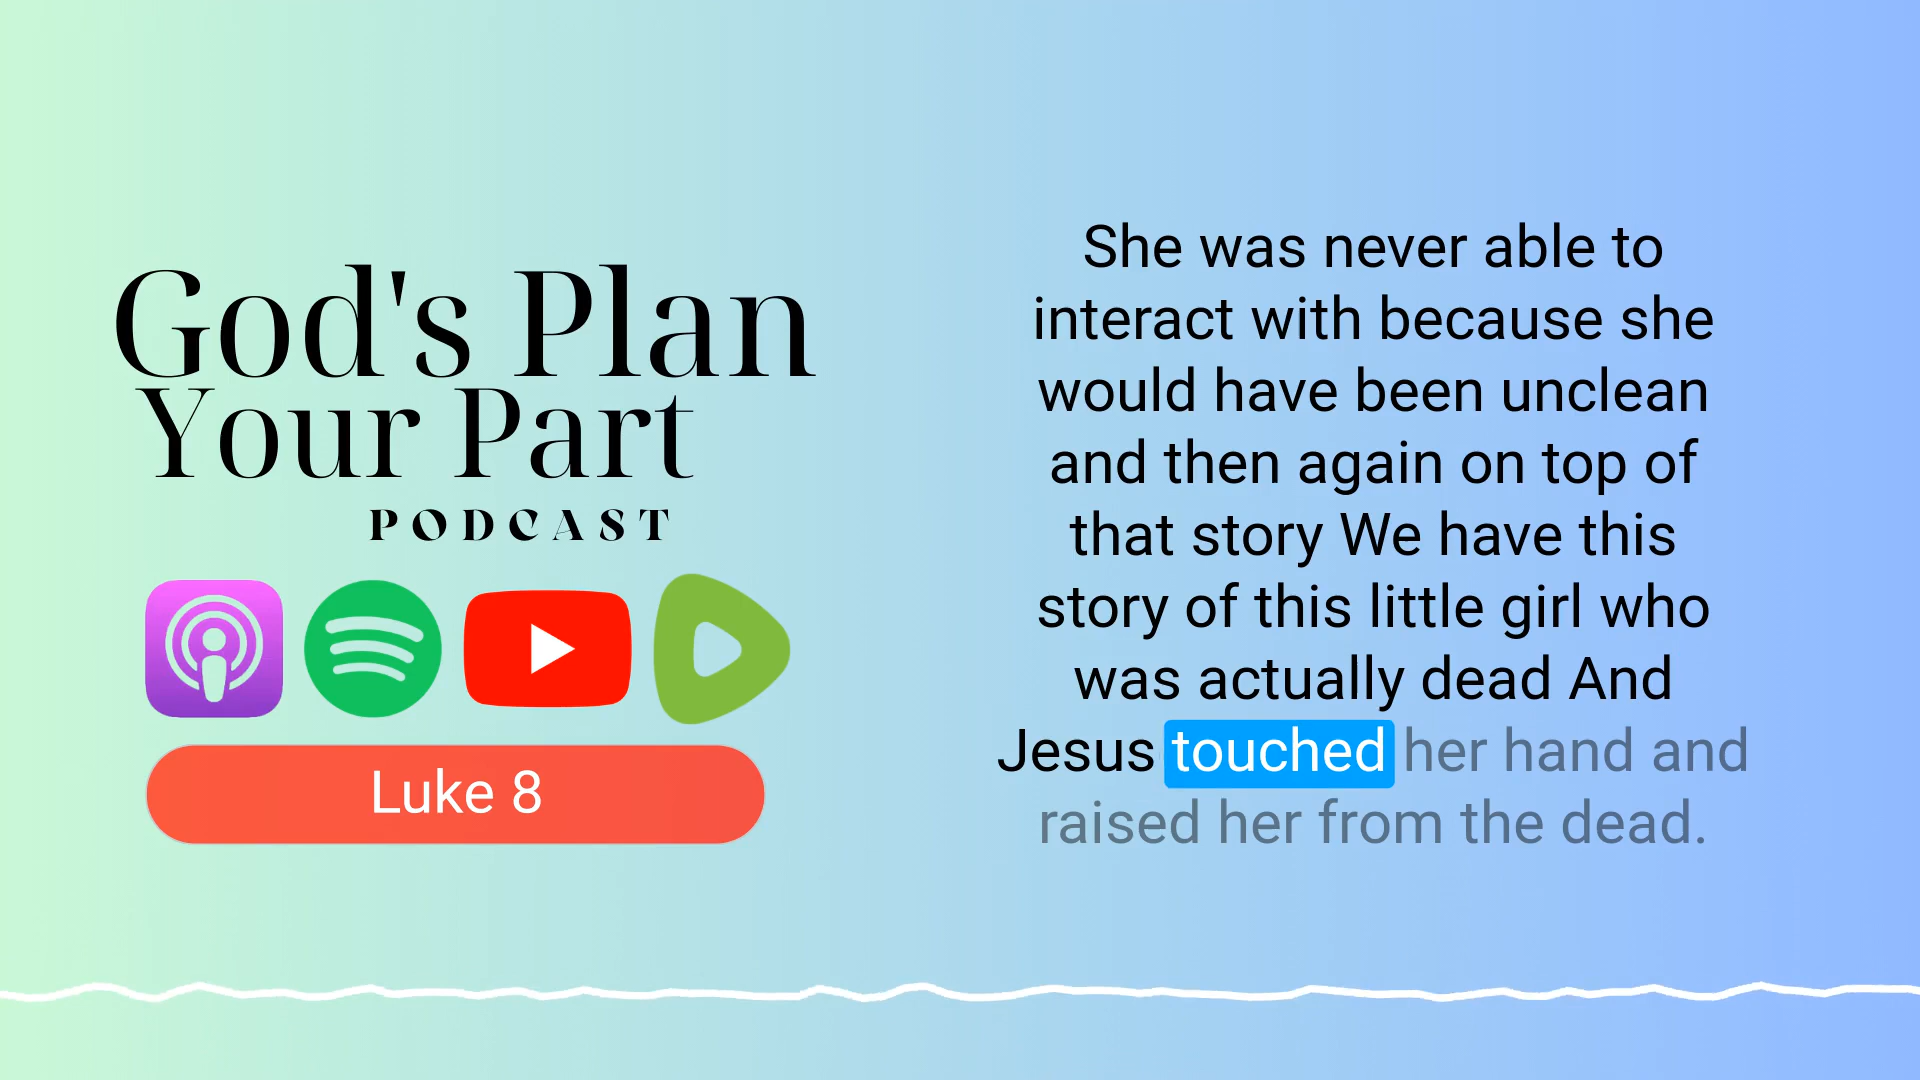 God's Plan
Your Part
PODCAST
Luke 8
She was never able to
interact with because she
would have been unclean
and then again on top of
that story We have this
story of this little girl who
was actually dead And
Jesus touched her hand and
raised her from the dead.